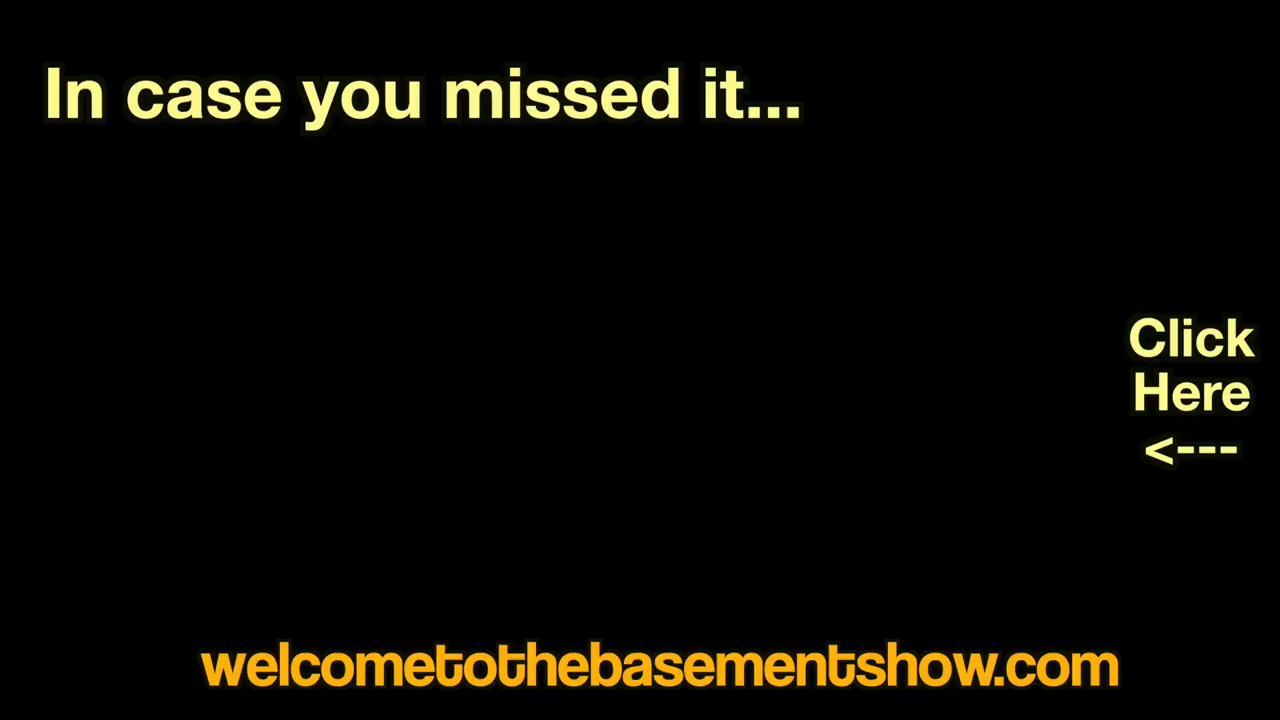 In case you missed it...
Click
Here
<---
welcometothebasementshow.com